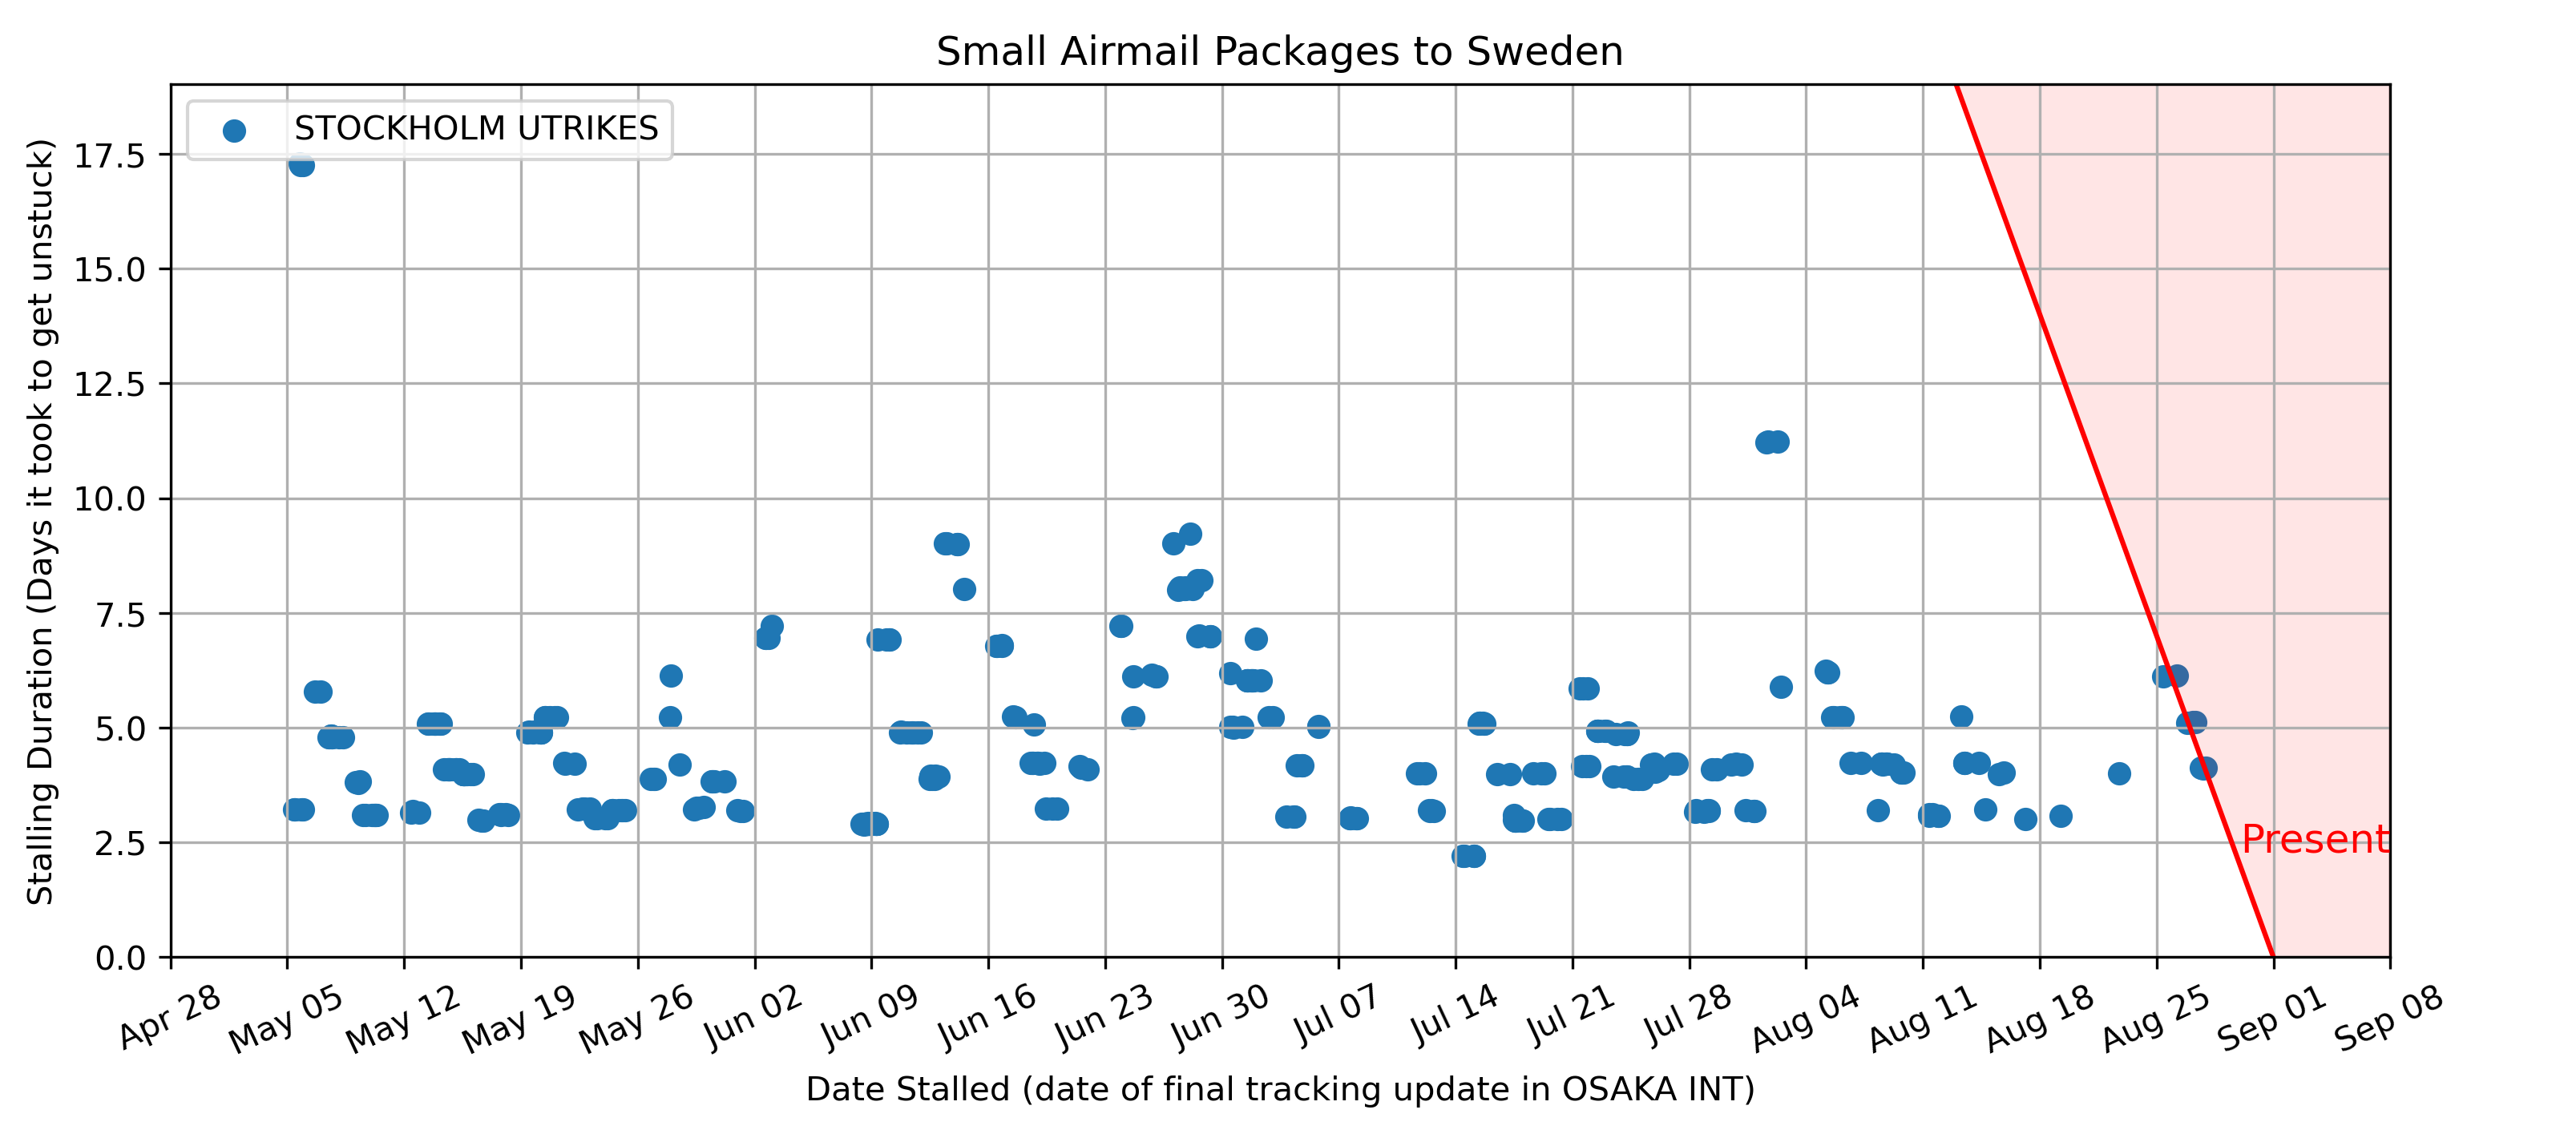 Small Airmail Packages to Sweden
STOCKHOLM UTRIKES
Stalling Duration (Days it took to get unstuck)
17.5
15.0
12.5
10.0
7.5
5.0
2.5
0.0
Present
Apr 28
May 05
May 12
May 19
May 26
Jun 02
Jun 09
Jun 16
Jun 23
Jun 30
Jul 07
Jul 14
Jul 21
Jul 28
Aug 04
Aug 11
Aug 18
Aug 25
Sep 01
Sep 08
Date Stalled (date of final tracking update in OSAKA INT)